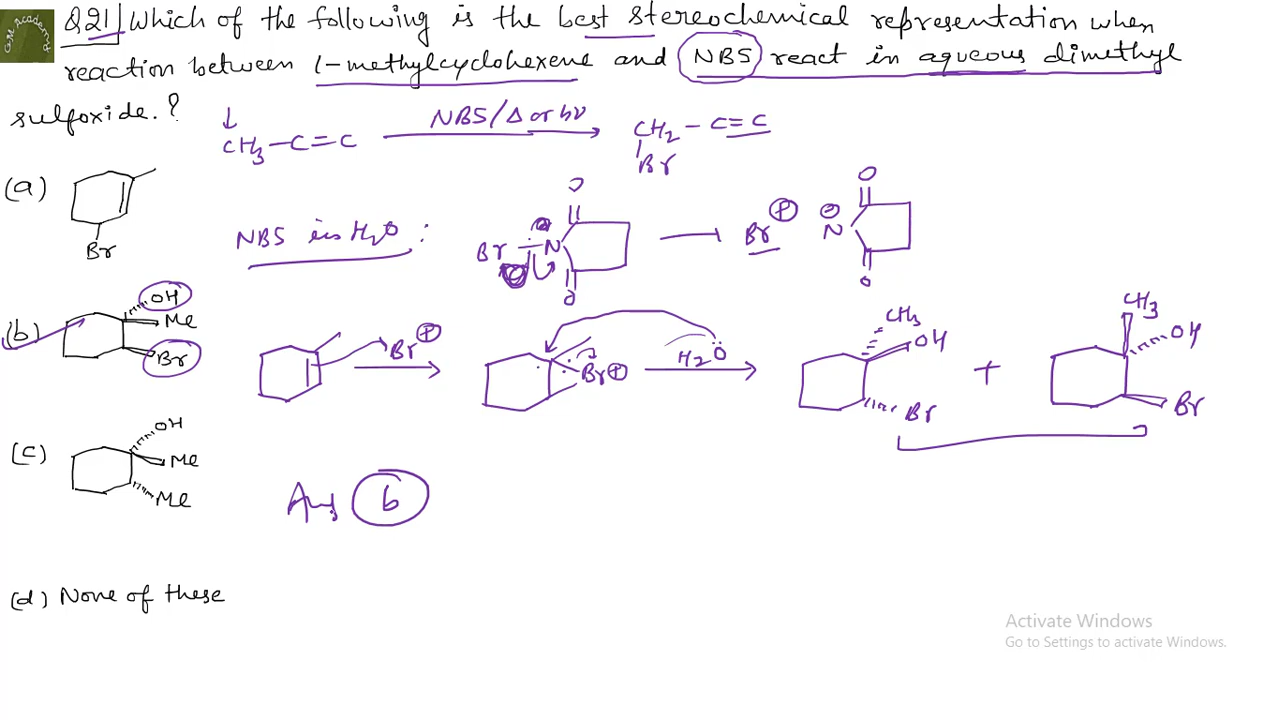 G.M. Academy
Q21 Which of the following is the best stereochemical representation when
reaction between 1-methylcyclohexene and NBS react in aqueous dimethyl
sulfoxide.?
CH3-C=C NBS/Δ or hν CH2-C=C
Br
(a)
Br
NBS in H2O :
Br N O O
Br⊕ ⊖N O O
(b) OH
Me
Br
Br⊕
Br⊕
H2Ö
CH3
OH
Br
+
CH3
OH
Br
(c) OH
Me
Me
Ans b
(d) None of these
Activate Windows
Go to Settings to activate Windows.